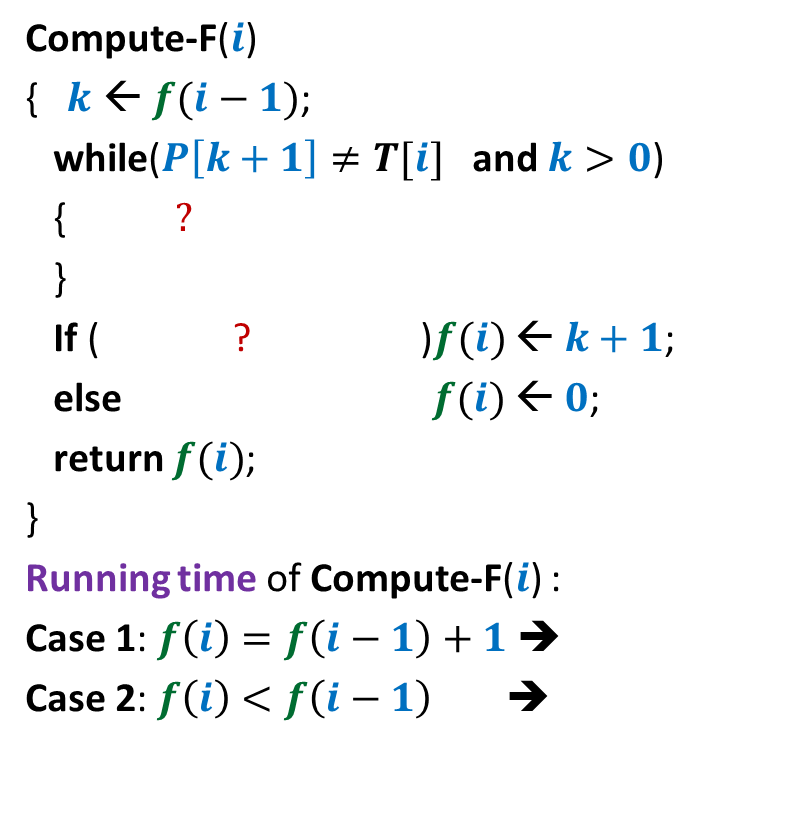 Compute-F(i)
{ k ← f(i − 1);
while(P[k + 1] ≠ T[i] and k > 0)
{ ?
}
If ( ? )f(i) ← k + 1;
else f(i) ← 0;
return f(i);
}
Running time of Compute-F(i) :
Case 1: f(i) = f(i − 1) + 1 ➔
Case 2: f(i) < f(i − 1) ➔